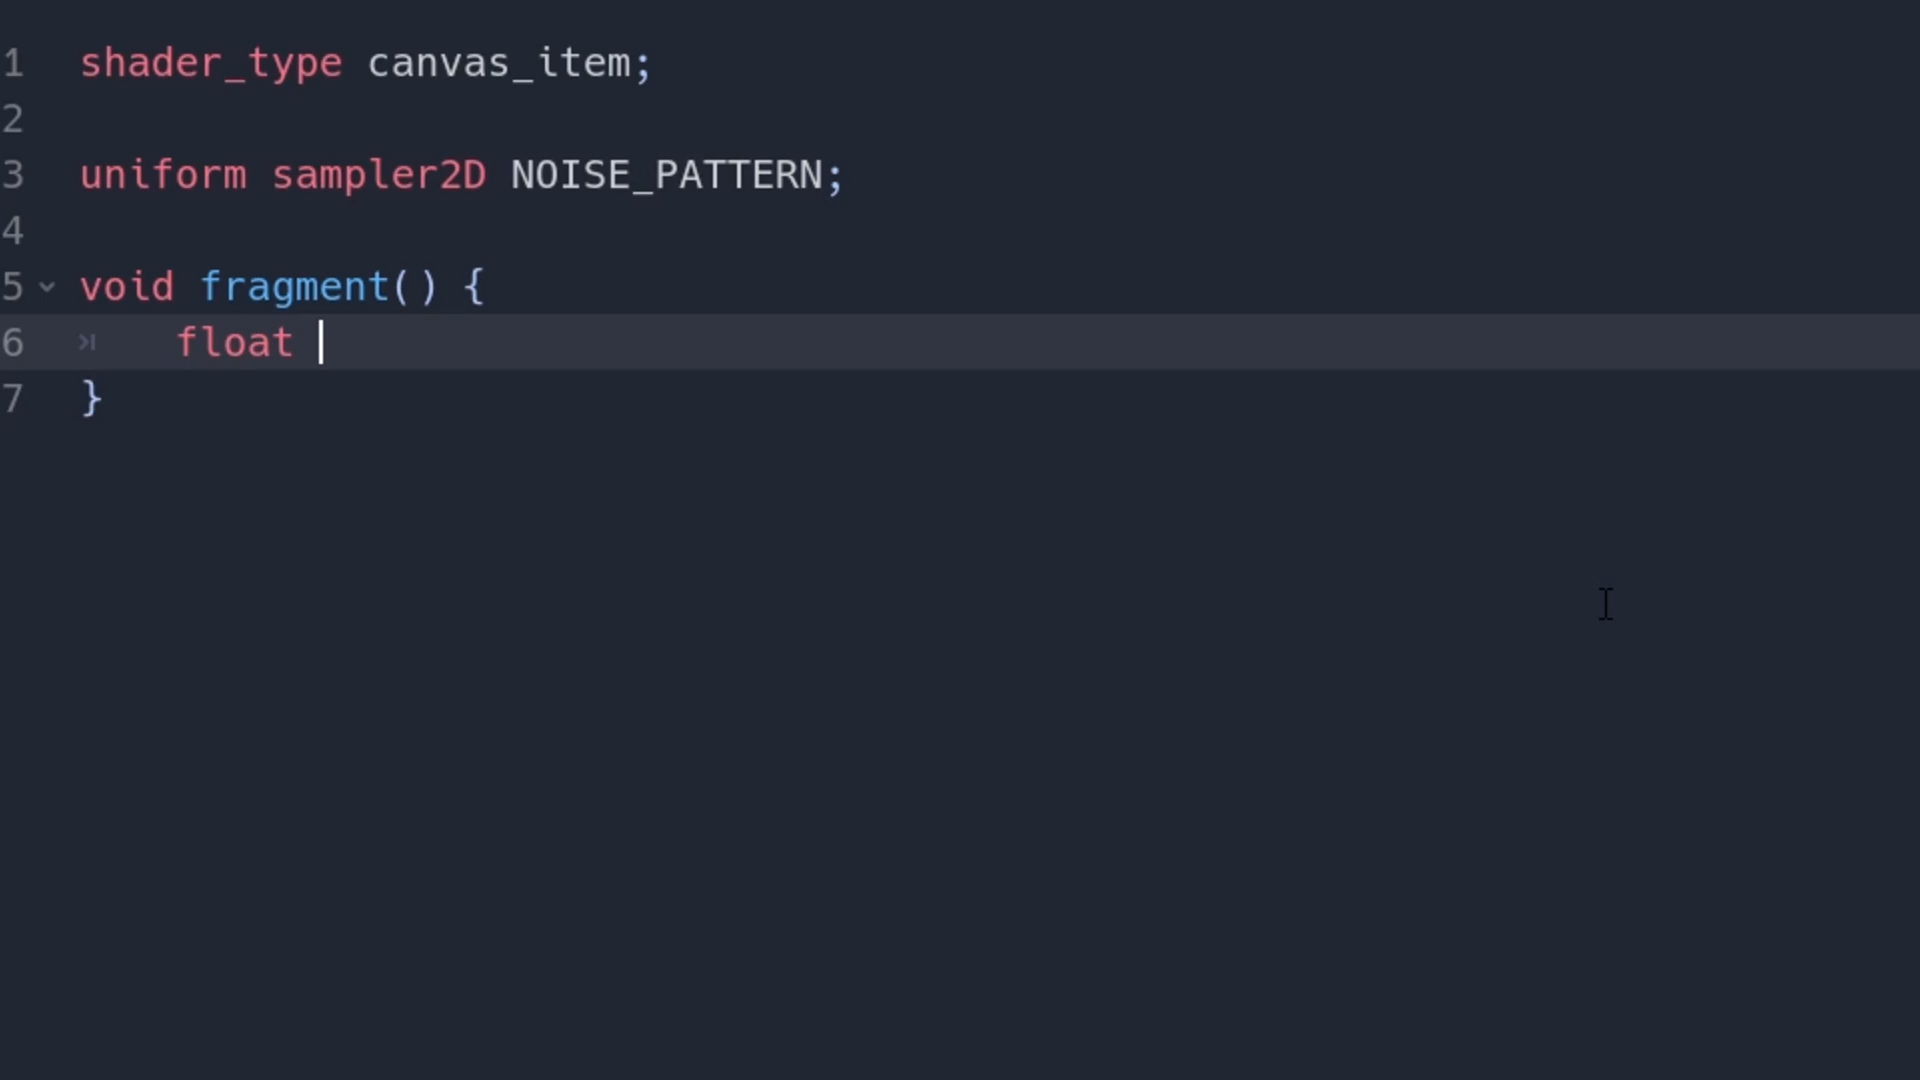 1 shader_type canvas_item;
2
3 uniform sampler2D NOISE_PATTERN;
4
5 void fragment() {
6 float
7 }